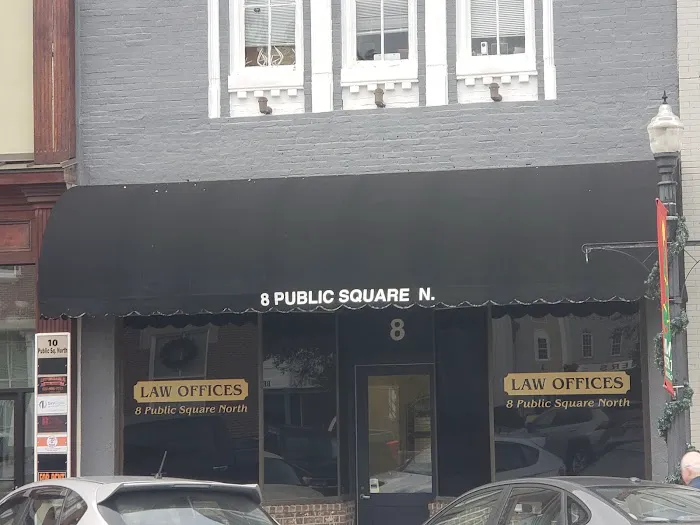 8 PUBLIC SQUARE N.
8
LAW OFFICES
8 Public Square North
LAW OFFICES
8 Public Square North
10
Public Sq. North